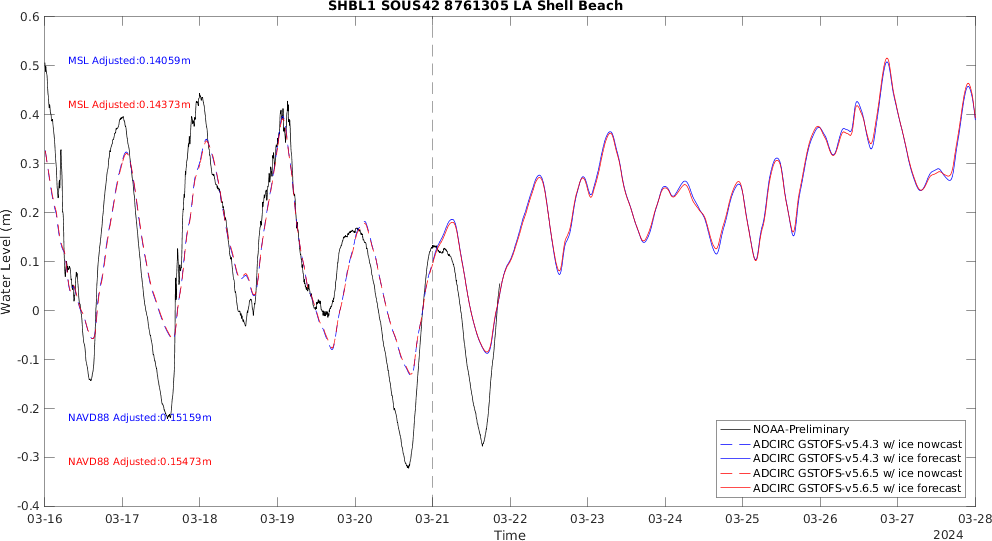 SHBL1 SOUS42 8761305 LA Shell Beach
0.6
0.5
0.4
0.3
0.2
0.1
0
-0.1
-0.2
-0.3
-0.4
Water Level (m)
MSL Adjusted:0.14059m
MSL Adjusted:0.14373m
NAVD88 Adjusted:0.15159m
NAVD88 Adjusted:0.15473m
NOAA-Preliminary
ADCIRC GSTOFS-v5.4.3 w/ ice nowcast
ADCIRC GSTOFS-v5.4.3 w/ ice forecast
ADCIRC GSTOFS-v5.6.5 w/ ice nowcast
ADCIRC GSTOFS-v5.6.5 w/ ice forecast
03-16 03-17 03-18 03-19 03-20 03-21 03-22 03-23 03-24 03-25 03-26 03-27 03-28
Time
2024